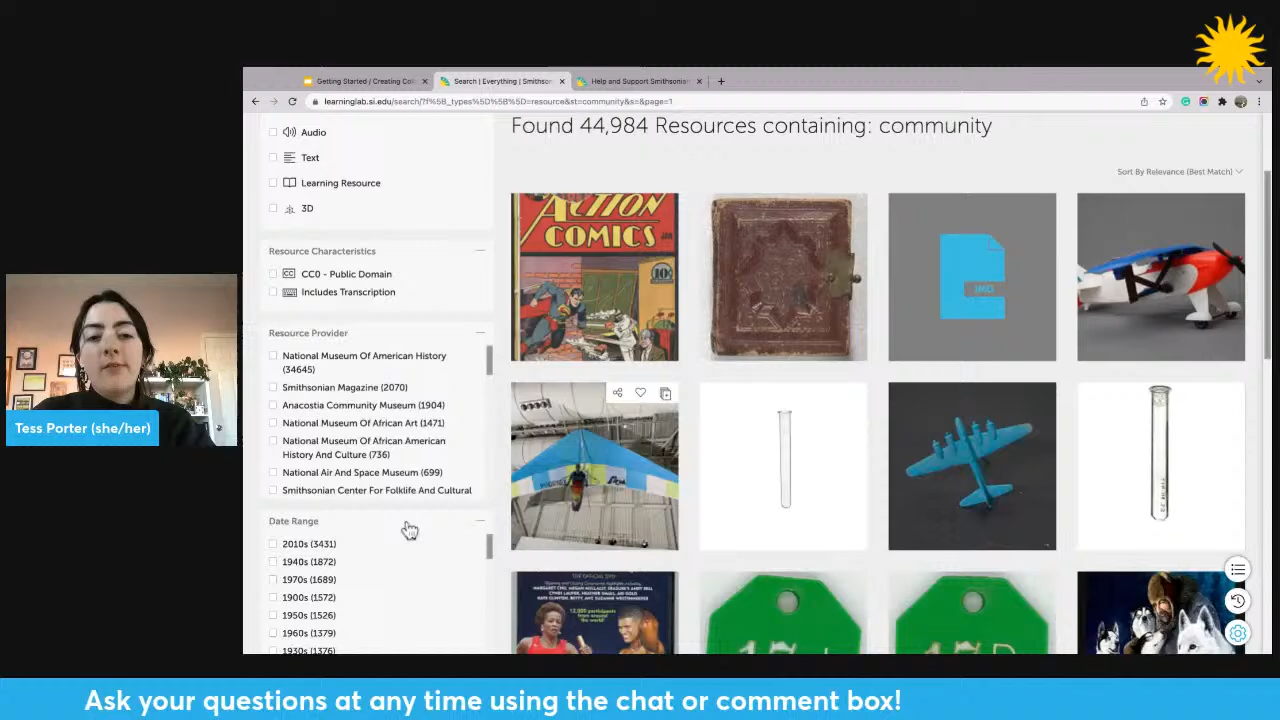 Getting Started / Creating Coll
Search | Everything | Smithson
Help and Support Smithsonian
learninglab.si.edu/search/?f%5B_types%5D%5B%5D=resource&st=community&s=&page=1
Audio
Text
Learning Resource
3D
Resource Characteristics
CC0 - Public Domain
Includes Transcription
Resource Provider
National Museum Of American History
(34645)
Smithsonian Magazine (2070)
Anacostia Community Museum (1904)
National Museum Of African Art (1471)
National Museum Of African American
History And Culture (736)
National Air And Space Museum (699)
Smithsonian Center For Folklife And Cultural
Date Range
2010s (3431)
1940s (1872)
1970s (1689)
1900s (1572)
1950s (1526)
1960s (1379)
1930s (1376)
Found 44,984 Resources containing: community
Sort By Relevance (Best Match)
ACTION
COMICS
JAN
10¢
Tess Porter (she/her)
Ask your questions at any time using the chat or comment box!